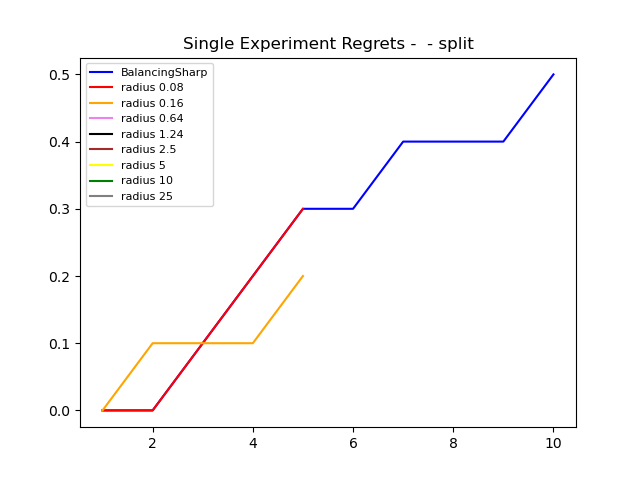 Single Experiment Regrets -  - split
BalancingSharp
radius 0.08
radius 0.16
radius 0.64
radius 1.24
radius 2.5
radius 5
radius 10
radius 25
0.5
0.4
0.3
0.2
0.1
0.0
2 4 6 8 10